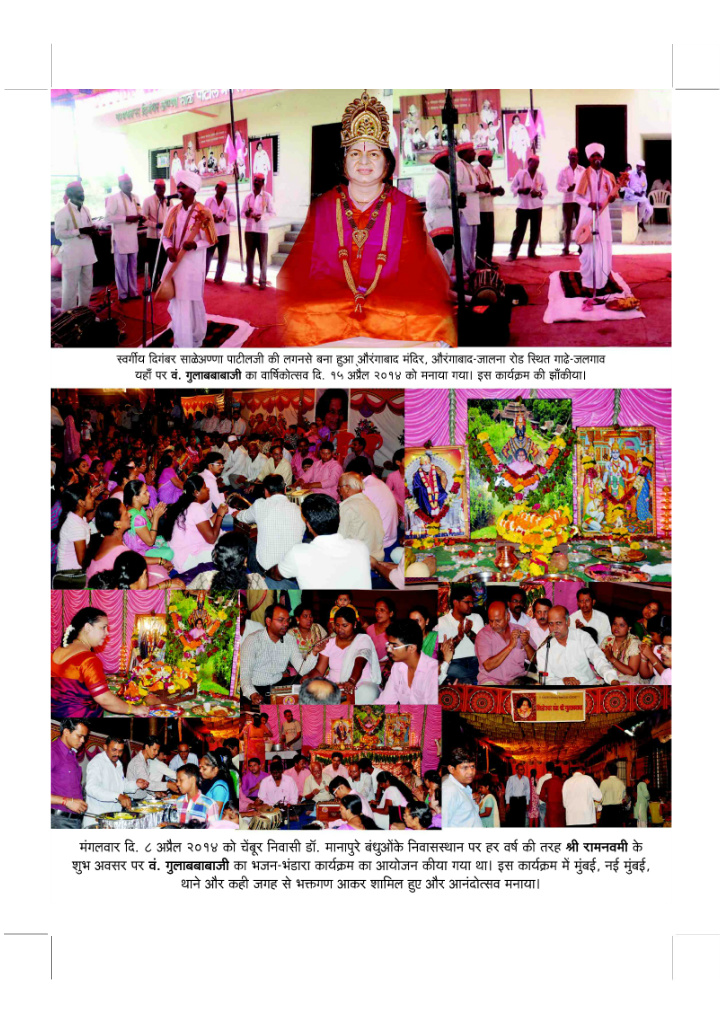 स्वर्गीय दिगंबर साळेअण्णा पाटीलजी की लगनसे बना हुआ औरंगाबाद मंदिर, औरंगाबाद-जालना रोड स्थित गाढे-जलगाव
यहाँ पर वं. गुलाबबाबाजी का वार्षिकोत्सव दि. १५ अप्रैल २०१४ को मनाया गया। इस कार्यक्रम की झाँकीया।
मंगलवार दि. ८ अप्रैल २०१४ को चेंबूर निवासी डॉ. मानापुरे बंधुओंके निवासस्थान पर हर वर्ष की तरह श्री रामनवमी के
शुभ अवसर पर वं. गुलाबबाबाजी का भजन-भंडारा कार्यक्रम का आयोजन कीया गया था। इस कार्यक्रम में मुंबई, नई मुंबई,
थाने और कही जगह से भक्तगण आकर शामिल हुए और आनंदोत्सव मनाया।